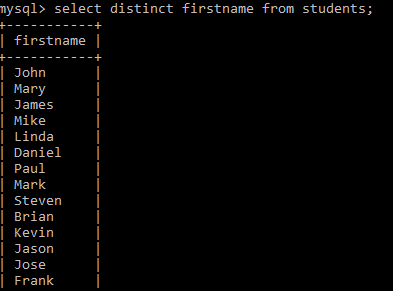 mysql> select distinct firstname from students;
+-----------+
| firstname |
+-----------+
| John      |
| Mary      |
| James     |
| Mike      |
| Linda     |
| Daniel    |
| Paul      |
| Mark      |
| Steven    |
| Brian     |
| Kevin     |
| Jason     |
| Jose      |
| Frank     |